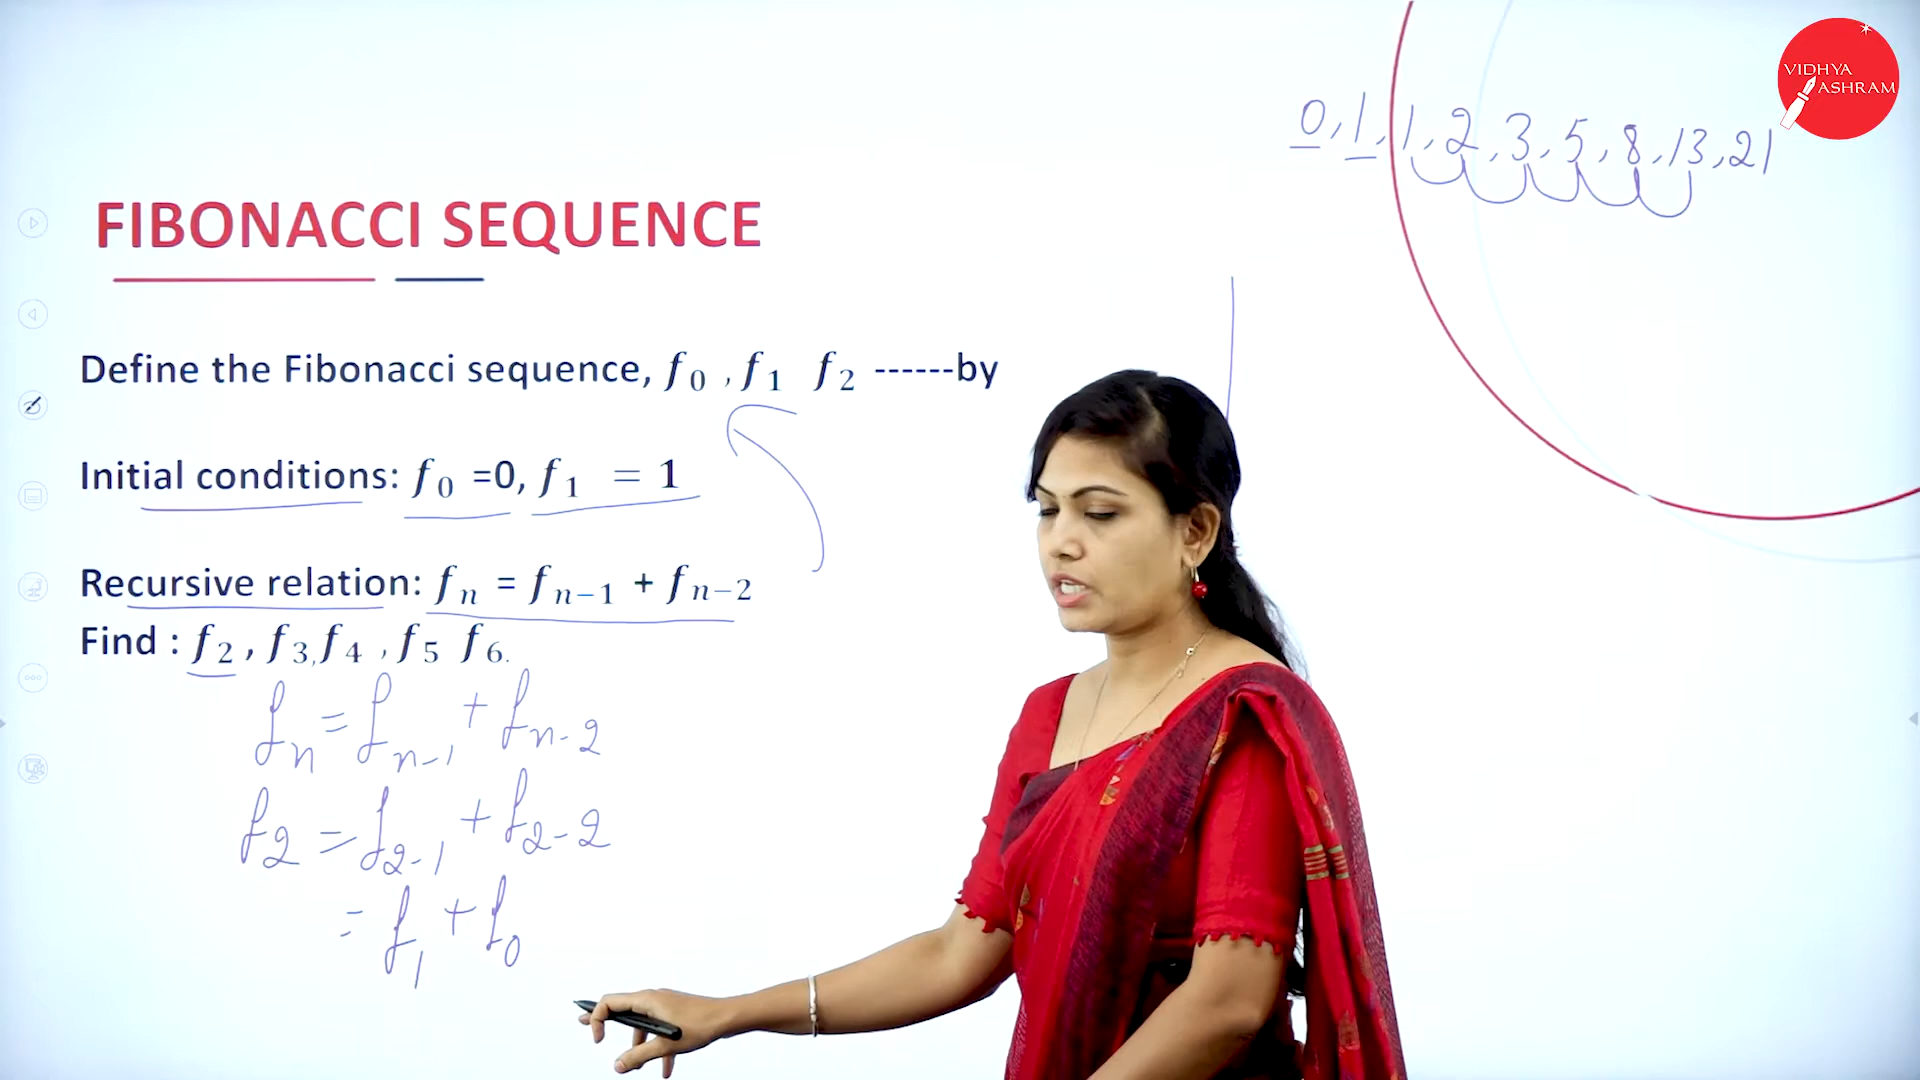 VIDHYA
ASHRAM
0, 1, 1, 2, 3, 5, 8, 13, 21
FIBONACCI SEQUENCE
Define the Fibonacci sequence, f₀ , f₁ f₂ ------by
Initial conditions: f₀ =0, f₁ = 1
Recursive relation: fₙ = fₙ₋₁ + fₙ₋₂
Find : f₂ , f₃, f₄ , f₅ f₆.
fₙ = fₙ₋₁ + fₙ₋₂
f₂ = f₂₋₁ + f₂₋₂
= f₁ + f₀